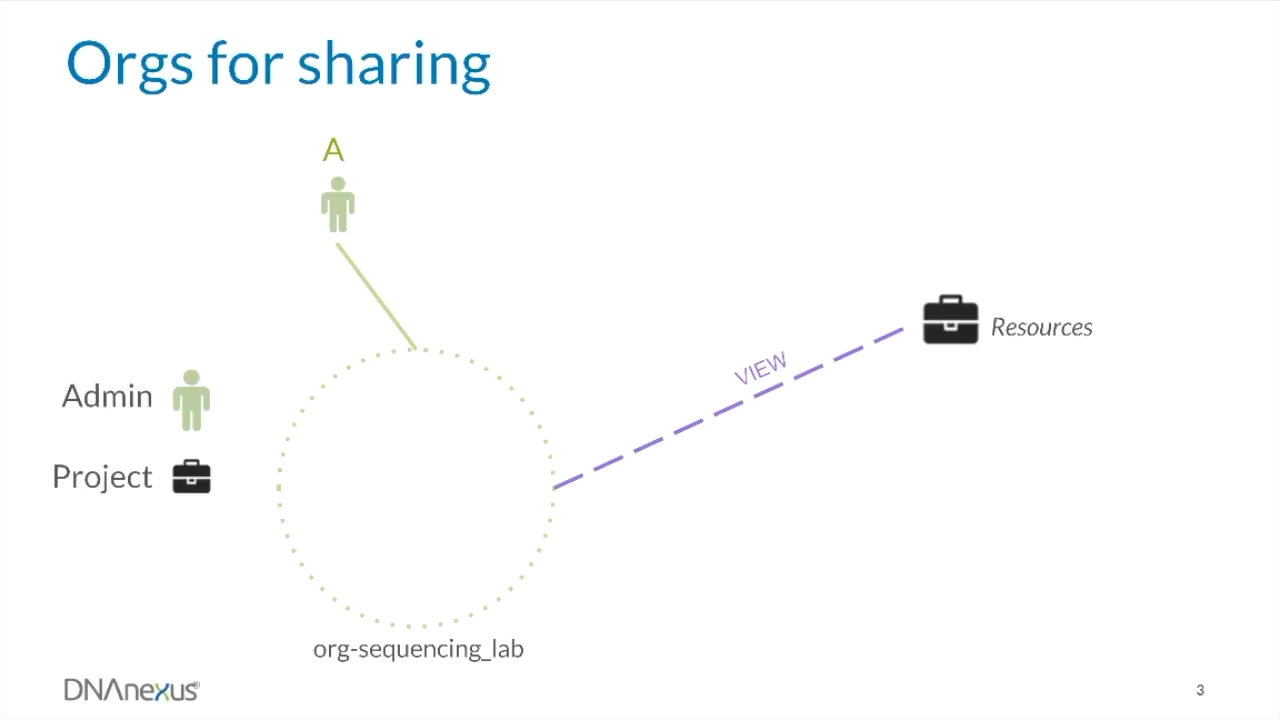 Orgs for sharing
A
VIEW
Resources
Admin
Project
org-sequencing_lab
DNAnexus®
3